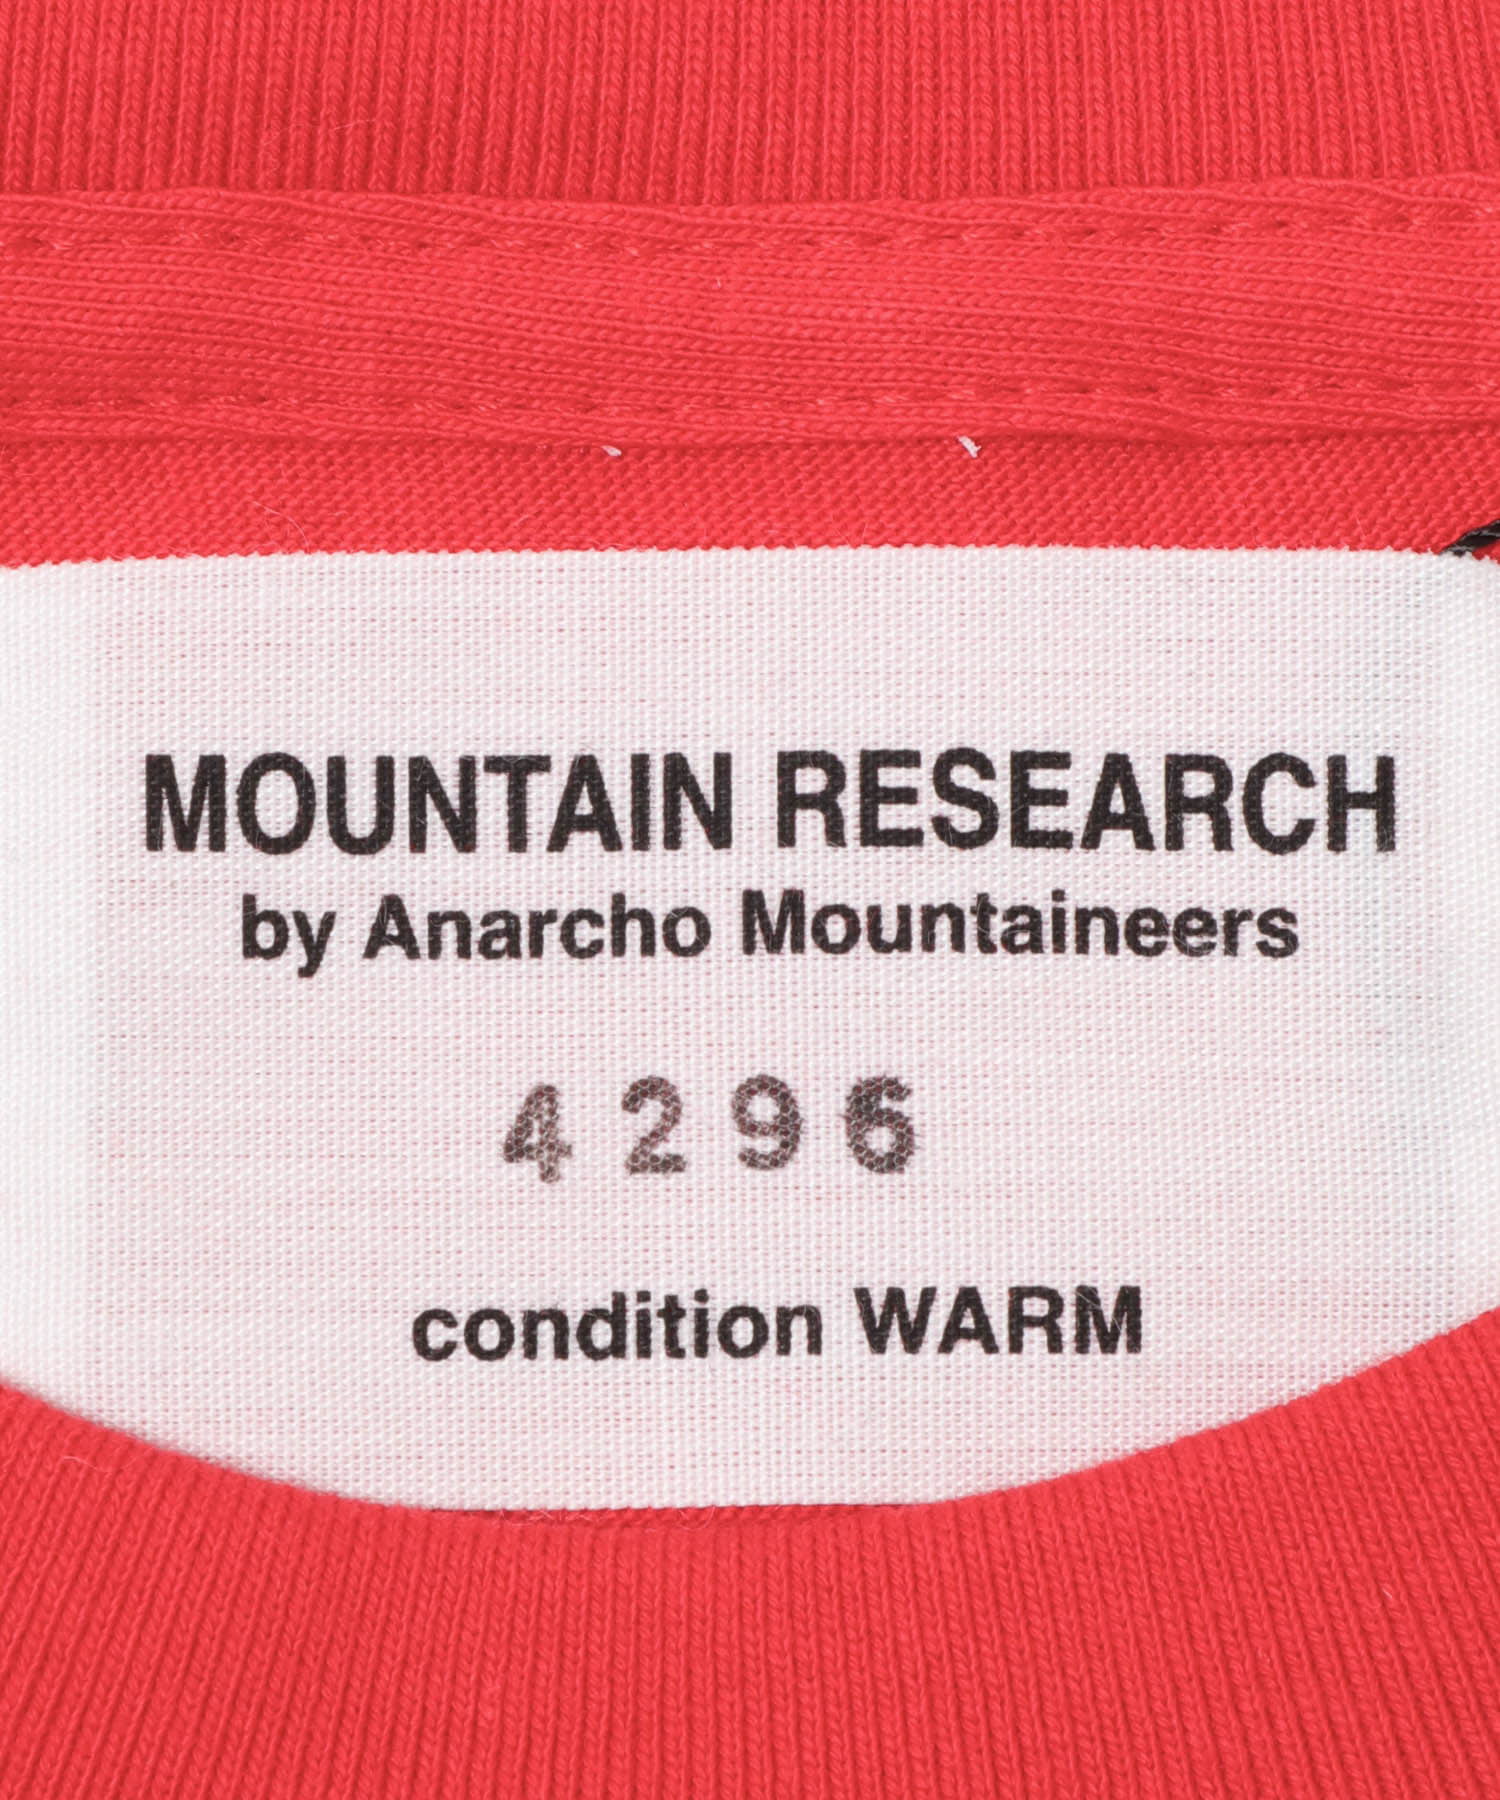 MOUNTAIN RESEARCH
by Anarcho Mountaineers
4296
condition WARM